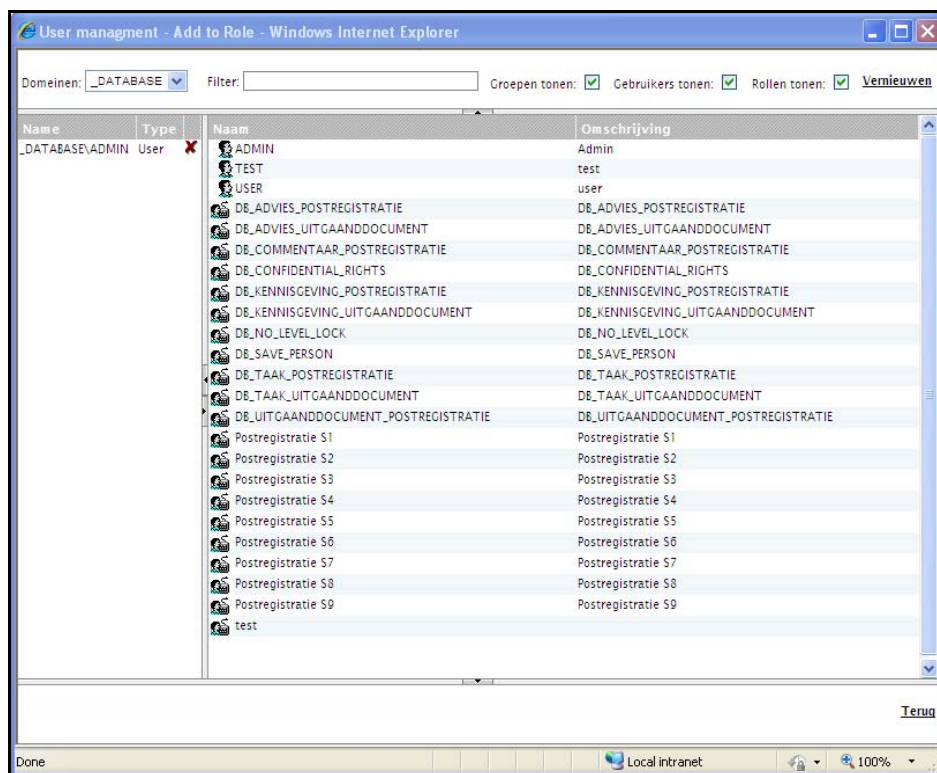 User managment - Add to Role - Windows Internet Explorer
Domeinen: _DATABASE Filter: Groepen tonen: Gebruikers tonen: Rollen tonen: Vernieuwen
Name Type Naam Omschrijving
_DATABASE\ADMIN User ADMIN Admin
TEST test
USER user
DB_ADVIES_POSTREGISTRATIE DB_ADVIES_POSTREGISTRATIE
DB_ADVIES_UITGAANDDOCUMENT DB_ADVIES_UITGAANDDOCUMENT
DB_COMMENTAAR_POSTREGISTRATIE DB_COMMENTAAR_POSTREGISTRATIE
DB_CONFIDENTIAL_RIGHTS DB_CONFIDENTIAL_RIGHTS
DB_KENNISGEVING_POSTREGISTRATIE DB_KENNISGEVING_POSTREGISTRATIE
DB_KENNISGEVING_UITGAANDDOCUMENT DB_KENNISGEVING_UITGAANDDOCUMENT
DB_NO_LEVEL_LOCK DB_NO_LEVEL_LOCK
DB_SAVE_PERSON DB_SAVE_PERSON
DB_TAAK_POSTREGISTRATIE DB_TAAK_POSTREGISTRATIE
DB_TAAK_UITGAANDDOCUMENT DB_TAAK_UITGAANDDOCUMENT
DB_UITGAANDDOCUMENT_POSTREGISTRATIE DB_UITGAANDDOCUMENT_POSTREGISTRATIE
Postregistratie S1 Postregistratie S1
Postregistratie S2 Postregistratie S2
Postregistratie S3 Postregistratie S3
Postregistratie S4 Postregistratie S4
Postregistratie S5 Postregistratie S5
Postregistratie S6 Postregistratie S6
Postregistratie S7 Postregistratie S7
Postregistratie S8 Postregistratie S8
Postregistratie S9 Postregistratie S9
test
Terug
Done Local intranet 100%